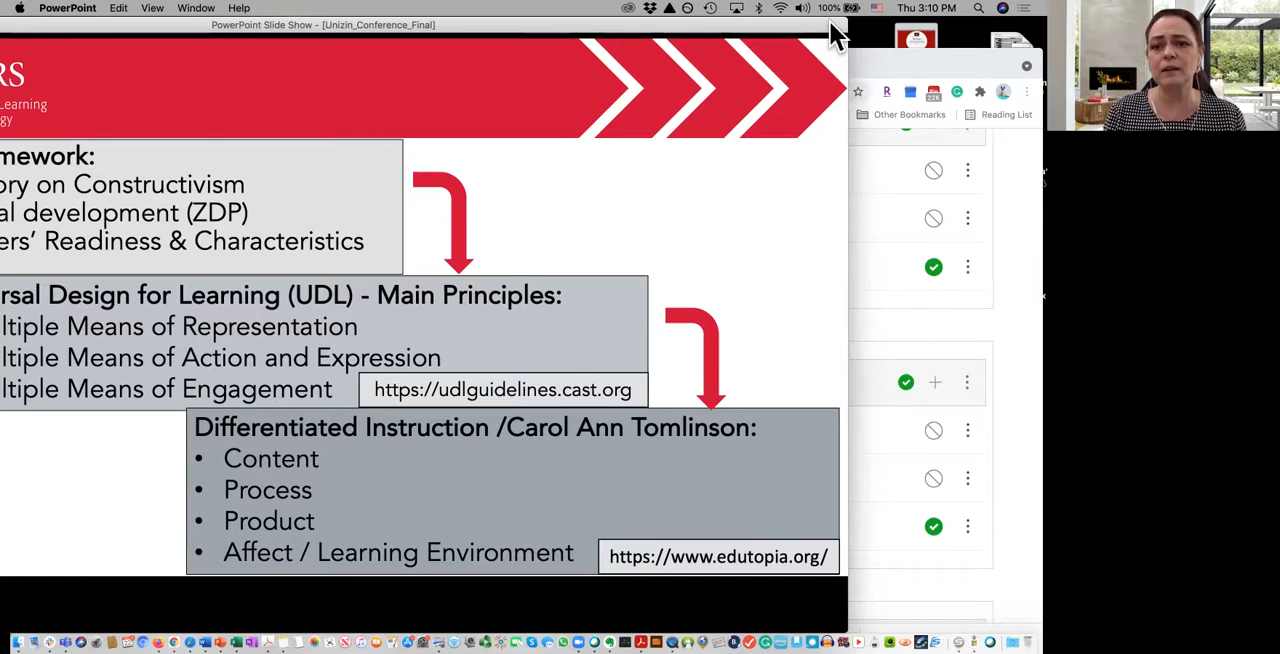 PowerPoint Edit View Window Help
100% Thu 3:10 PM
PowerPoint Slide Show - [Unizin_Conference_Final]
RS
Learning
gy
mework:
ory on Constructivism
al development (ZDP)
ers' Readiness & Characteristics
rsal Design for Learning (UDL) - Main Principles:
ltiple Means of Representation
ltiple Means of Action and Expression
ltiple Means of Engagement
https://udlguidelines.cast.org
Differentiated Instruction /Carol Ann Tomlinson:
• Content
• Process
• Product
• Affect / Learning Environment
https://www.edutopia.org/
R
22K
Other Bookmarks
Reading List